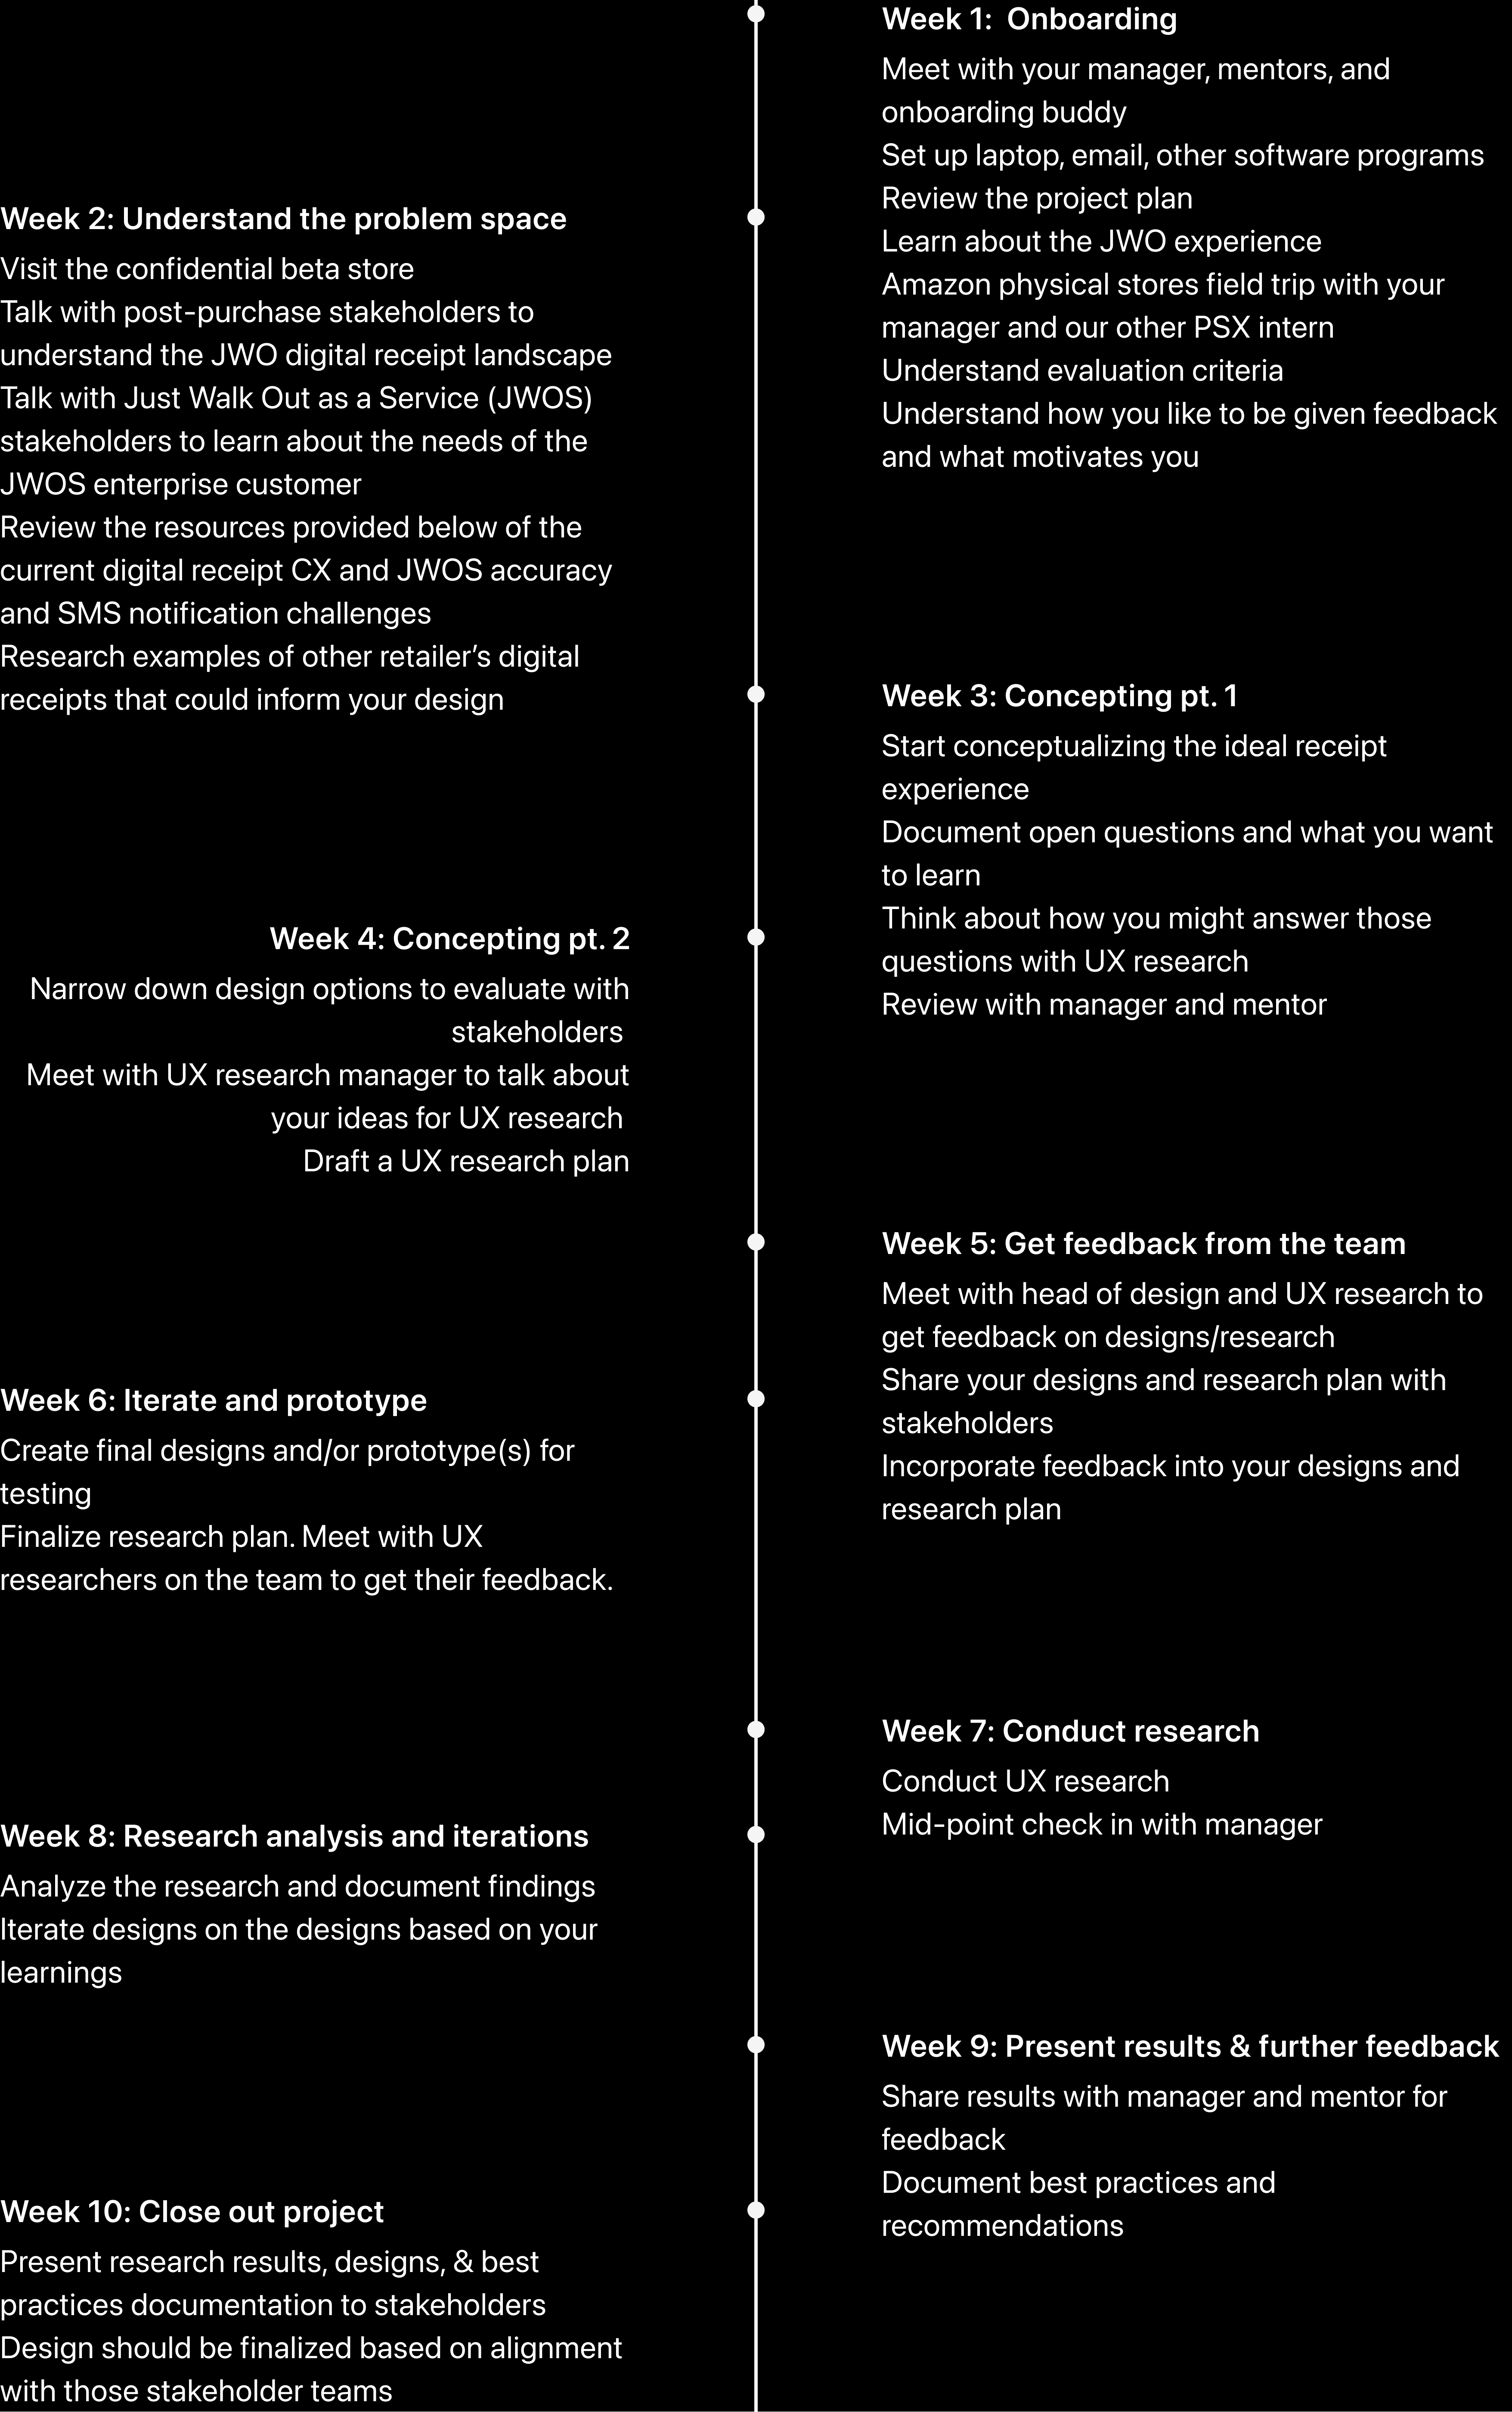 Week 1:  Onboarding
Meet with your manager, mentors, and
onboarding buddy
Set up laptop, email, other software programs
Review the project plan
Learn about the JWO experience
Amazon physical stores field trip with your
manager and our other PSX intern
Understand evaluation criteria
Understand how you like to be given feedback
and what motivates you
Week 2: Understand the problem space
Visit the confidential beta store
Talk with post-purchase stakeholders to
understand the JWO digital receipt landscape
Talk with Just Walk Out as a Service (JWOS)
stakeholders to learn about the needs of the
JWOS enterprise customer
Review the resources provided below of the
current digital receipt CX and JWOS accuracy
and SMS notification challenges
Research examples of other retailer’s digital
receipts that could inform your design
Week 3: Concepting pt. 1
Start conceptualizing the ideal receipt
experience
Document open questions and what you want
to learn
Think about how you might answer those
questions with UX research
Review with manager and mentor
Week 4: Concepting pt. 2
Narrow down design options to evaluate with
stakeholders
Meet with UX research manager to talk about
your ideas for UX research
Draft a UX research plan
Week 5: Get feedback from the team
Meet with head of design and UX research to
get feedback on designs/research
Share your designs and research plan with
stakeholders
Incorporate feedback into your designs and
research plan
Week 6: Iterate and prototype
Create final designs and/or prototype(s) for
testing
Finalize research plan. Meet with UX
researchers on the team to get their feedback.
Week 7: Conduct research
Conduct UX research
Mid-point check in with manager
Week 8: Research analysis and iterations
Analyze the research and document findings
Iterate designs on the designs based on your
learnings
Week 9: Present results & further feedback
Share results with manager and mentor for
feedback
Document best practices and
recommendations
Week 10: Close out project
Present research results, designs, & best
practices documentation to stakeholders
Design should be finalized based on alignment
with those stakeholder teams